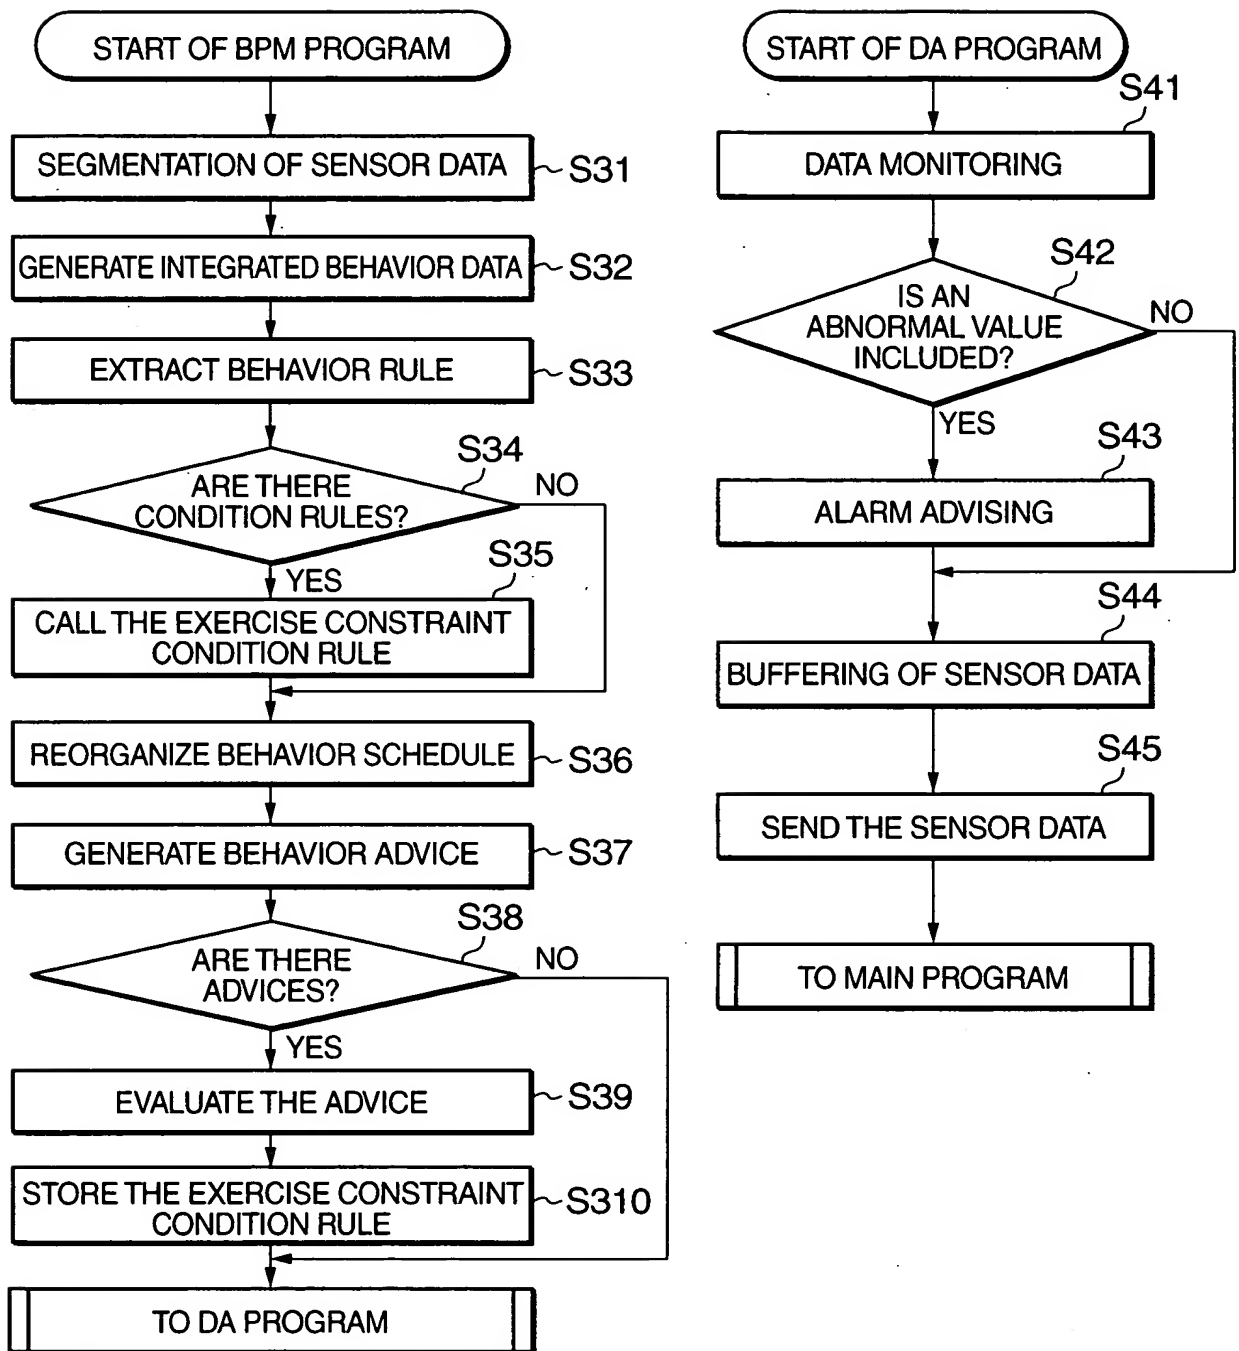 START OF BPM PROGRAM
SEGMENTATION OF SENSOR DATA
S31
GENERATE INTEGRATED BEHAVIOR DATA
S32
EXTRACT BEHAVIOR RULE
S33
S34
ARE THERE
CONDITION RULES?
NO
YES
S35
CALL THE EXERCISE CONSTRAINT
CONDITION RULE
REORGANIZE BEHAVIOR SCHEDULE
S36
GENERATE BEHAVIOR ADVICE
S37
S38
ARE THERE
ADVICES?
NO
YES
EVALUATE THE ADVICE
S39
STORE THE EXERCISE CONSTRAINT
CONDITION RULE
S310
TO DA PROGRAM
START OF DA PROGRAM
S41
DATA MONITORING
S42
IS AN
ABNORMAL VALUE
INCLUDED?
NO
YES
S43
ALARM ADVISING
S44
BUFFERING OF SENSOR DATA
S45
SEND THE SENSOR DATA
TO MAIN PROGRAM